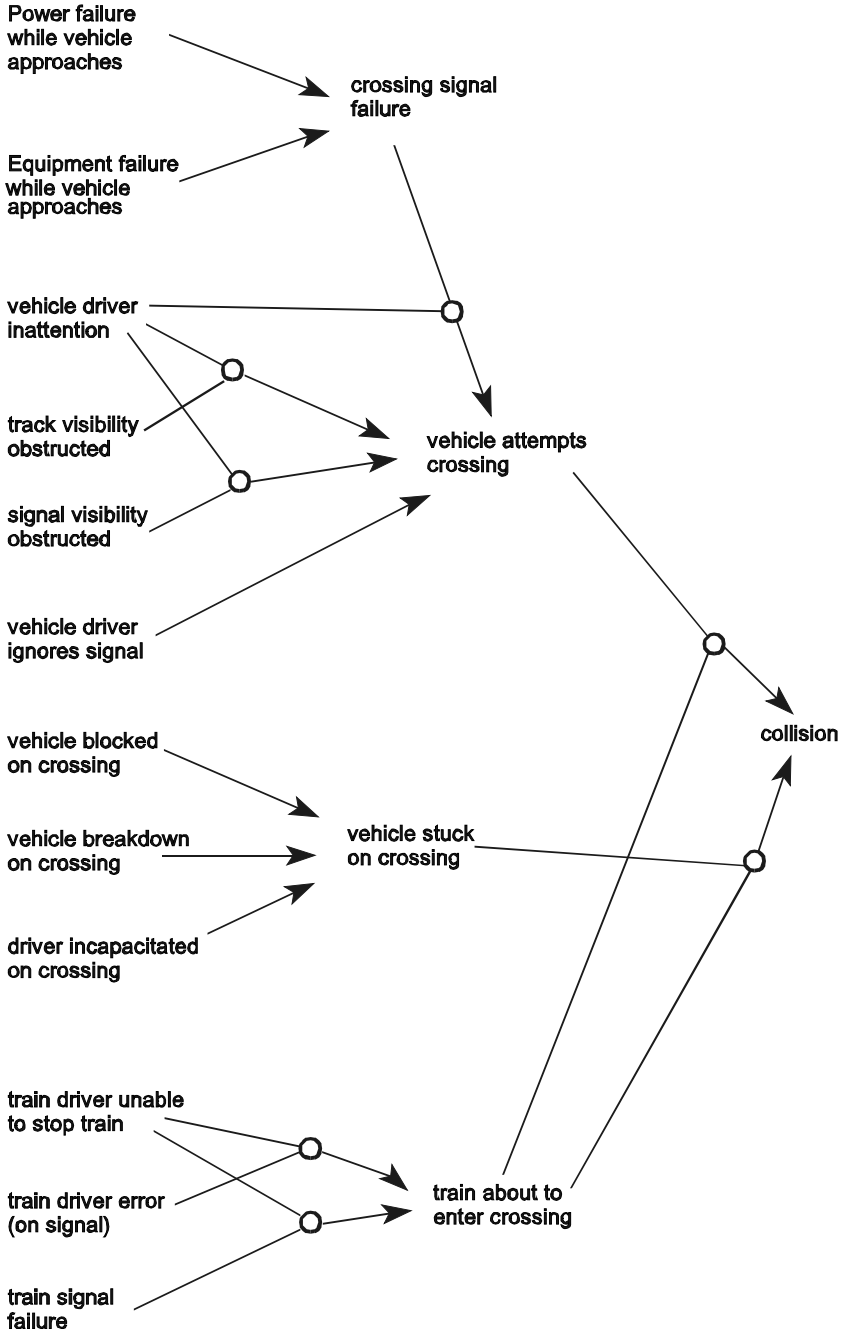 Power failure
while vehicle
approaches
crossing signal
failure
Equipment failure
while vehicle
approaches
vehicle driver
inattention
track visibility
obstructed
vehicle attempts
crossing
signal visibility
obstructed
vehicle driver
ignores signal
collision
vehicle blocked
on crossing
vehicle breakdown
on crossing
vehicle stuck
on crossing
driver incapacitated
on crossing
train driver unable
to stop train
train driver error
(on signal)
train about to
enter crossing
train signal
failure